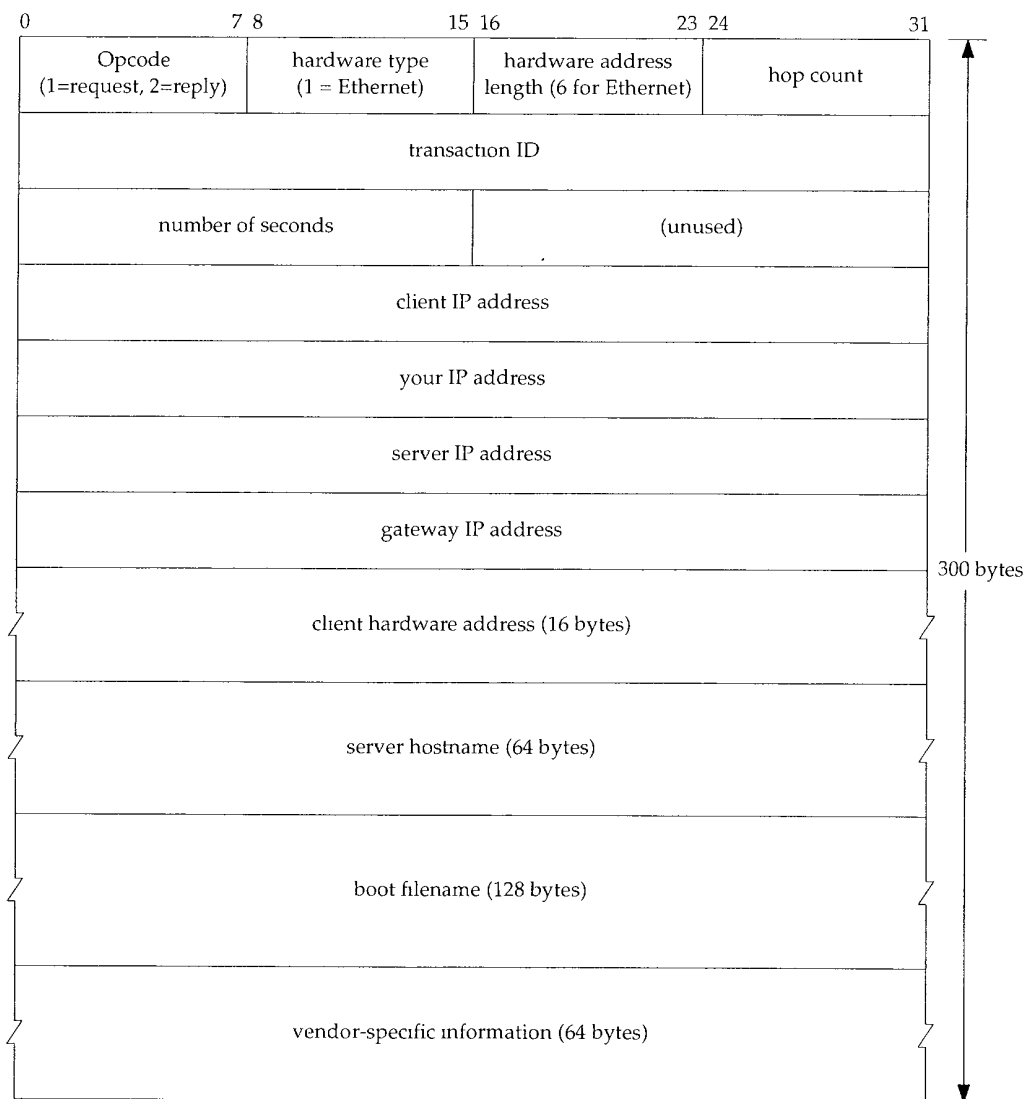 0 7 8 15 16 23 24 31
Opcode
(1=request, 2=reply)
hardware type
(1 = Ethernet)
hardware address
length (6 for Ethernet)
hop count
transaction ID
number of seconds
(unused)
client IP address
your IP address
server IP address
gateway IP address
300 bytes
client hardware address (16 bytes)
server hostname (64 bytes)
boot filename (128 bytes)
vendor-specific information (64 bytes)